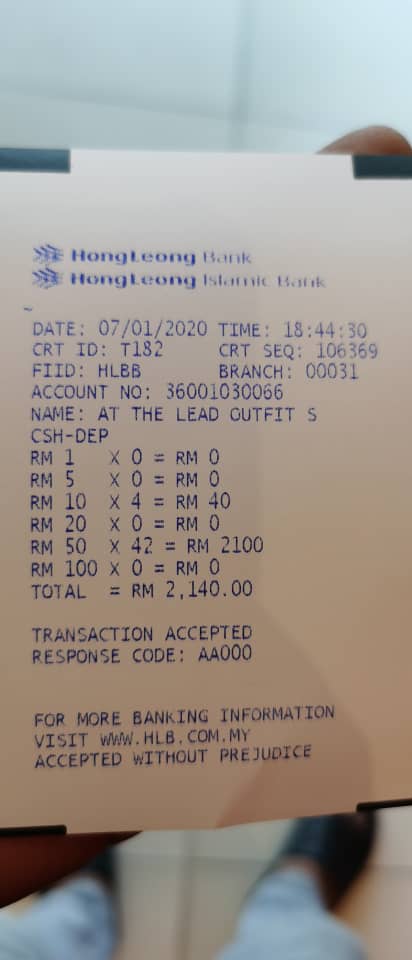 HongLeong Bank
HongLeong Islamic Bank
~
DATE: 07/01/2020 TIME: 18:44:30
CRT ID: T182 CRT SEQ: 106369
FIID: HLBB BRANCH: 00031
ACCOUNT NO: 36001030066
NAME: AT THE LEAD OUTFIT S
CSH-DEP
RM 1 X 0 = RM 0
RM 5 X 0 = RM 0
RM 10 X 4 = RM 40
RM 20 X 0 = RM 0
RM 50 X 42 = RM 2100
RM 100 X 0 = RM 0
TOTAL = RM 2,140.00
TRANSACTION ACCEPTED
RESPONSE CODE: AA000
FOR MORE BANKING INFORMATION
VISIT WWW.HLB.COM.MY
ACCEPTED WITHOUT PREJUDICE